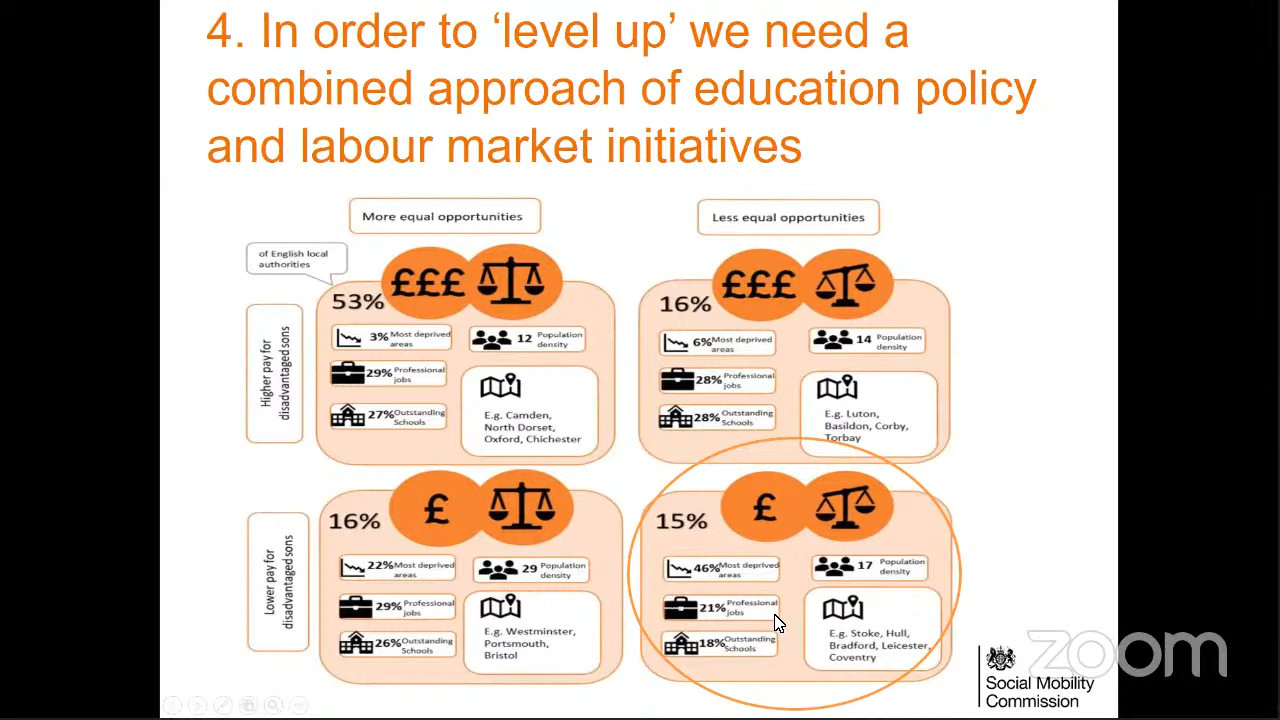 4. In order to ‘level up’ we need a
combined approach of education policy
and labour market initiatives
More equal opportunities
Less equal opportunities
of English local
authorities
Higher pay for
disadvantaged sons
53%
£££
3% Most deprived
areas
12 Population
density
29% Professional
jobs
27% Outstanding
Schools
E.g. Camden,
North Dorset,
Oxford, Chichester
16%
£££
6% Most deprived
areas
14 Population
density
28% Professional
jobs
28% Outstanding
Schools
E.g. Luton,
Basildon, Corby,
Torbay
Lower pay for
disadvantaged sons
16%
£
22% Most deprived
areas
29 Population
density
29% Professional
jobs
26% Outstanding
Schools
E.g. Westminster,
Portsmouth,
Bristol
15%
£
46% Most deprived
areas
17 Population
density
21% Professional
jobs
18% Outstanding
Schools
E.g. Stoke, Hull,
Bradford, Leicester,
Coventry
Social Mobility
Commission
zoom